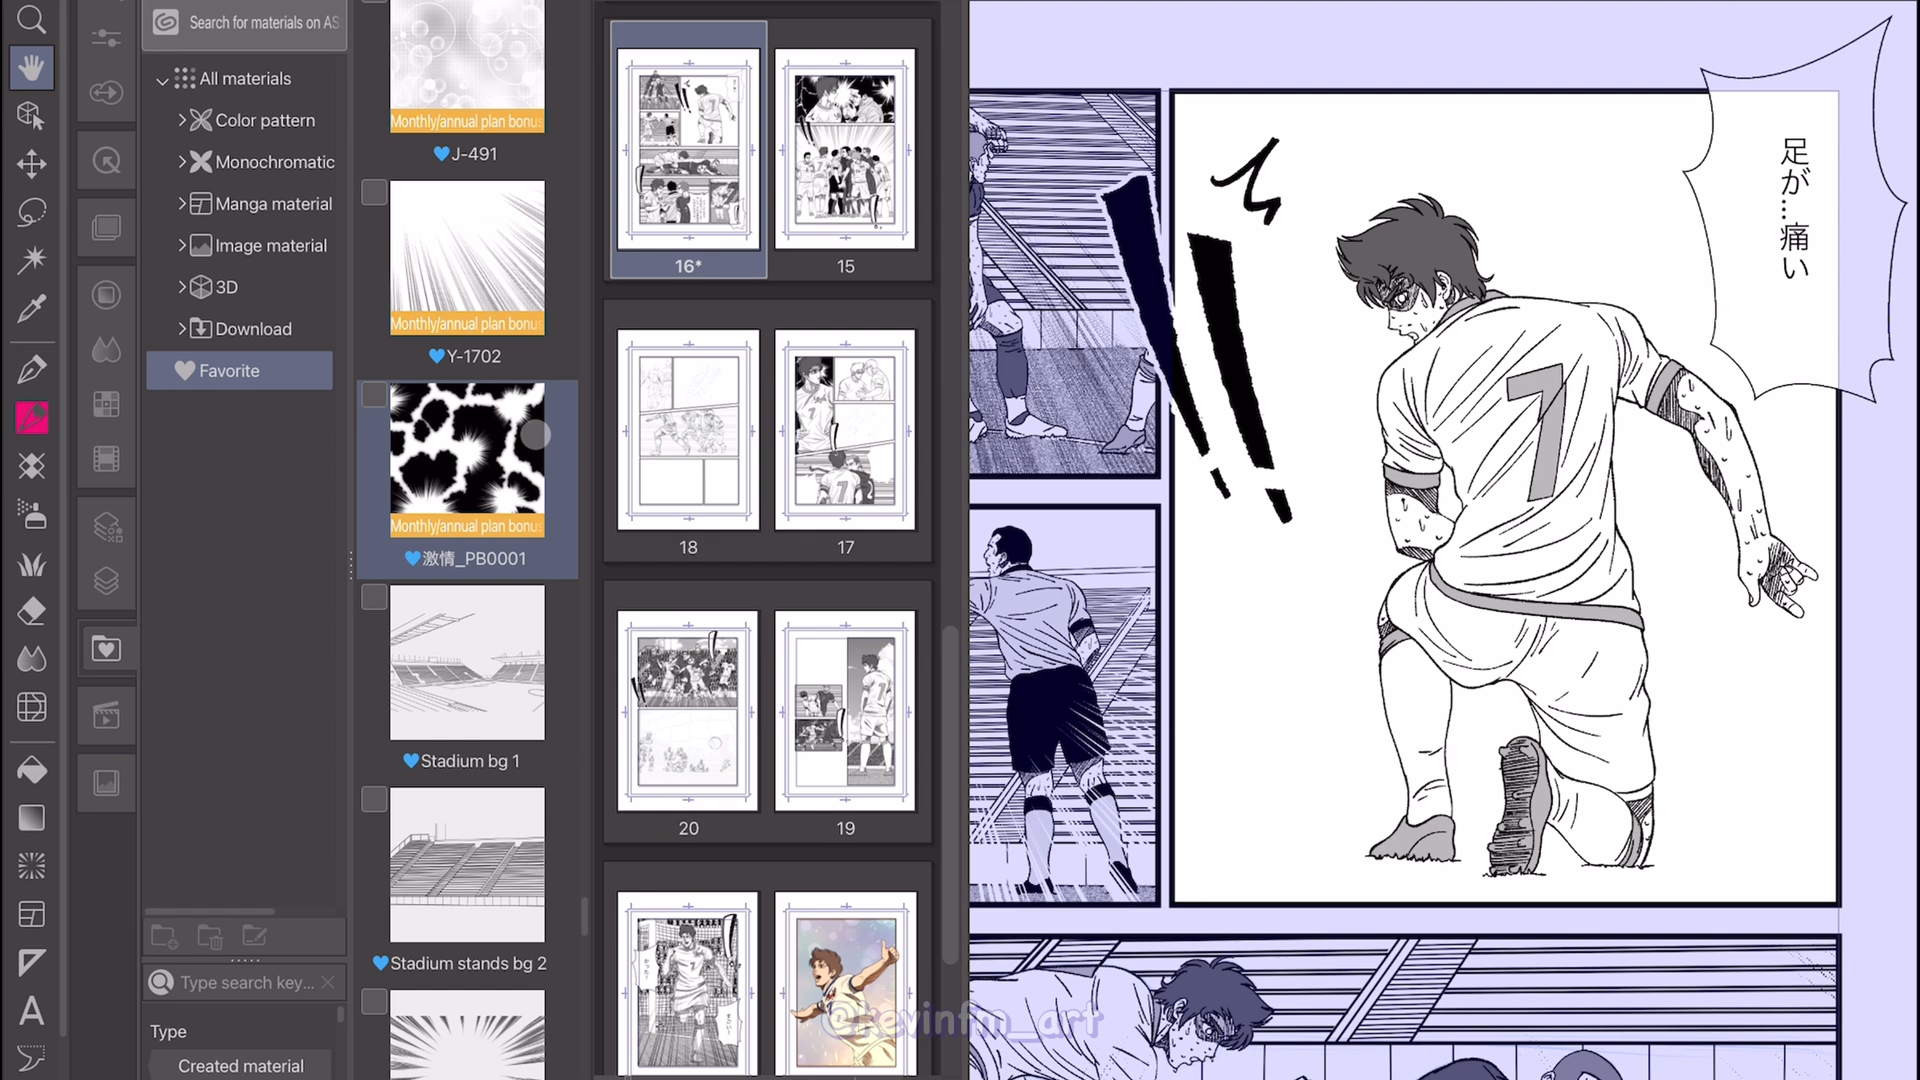 Search for materials on AS
All materials
Color pattern
Monochromatic
Manga material
Image material
3D
Download
Favorite
Type search key...
Type
Created material
Monthly/annual plan bonus
J-491
Monthly/annual plan bonus
Y-1702
Monthly/annual plan bonus
激情_PB0001
Stadium bg 1
Stadium stands bg 2
16*
15
18
17
20
19
足が…痛い
7
@kevinfm_art